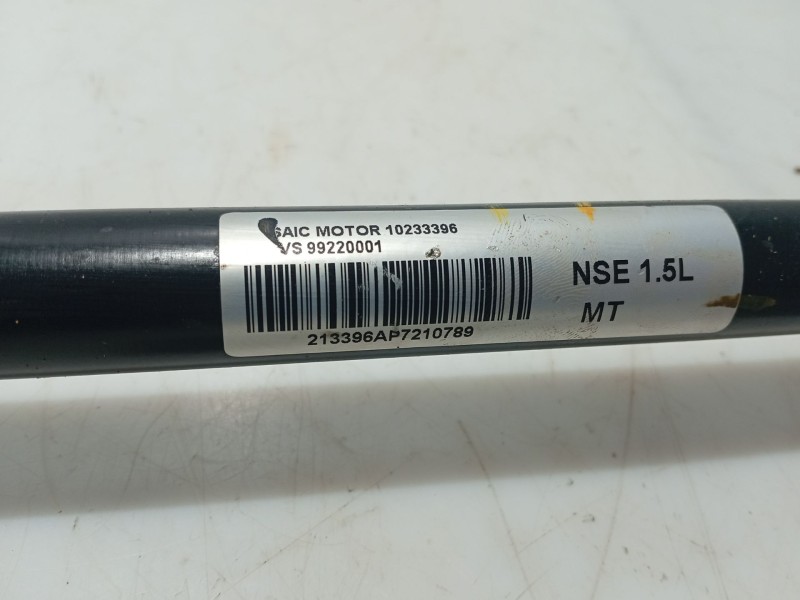 SAIC MOTOR 10233396
VS 99220001
213396AP7210789
NSE 1.5L
MT